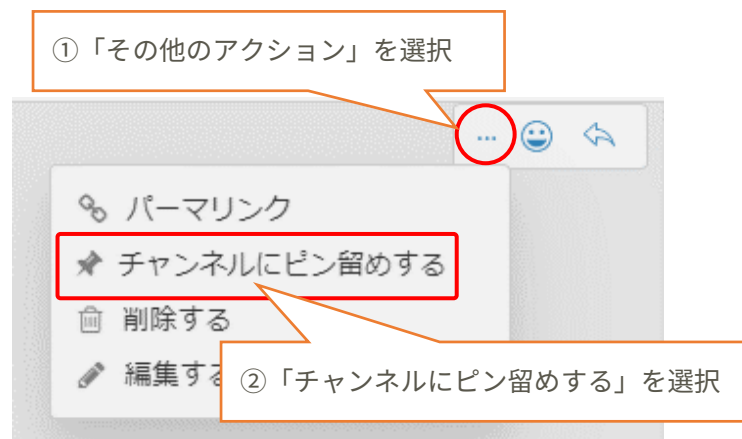 ①「その他のアクション」を選択
...
パーマリンク
チャンネルにピン留めする
削除する
編集する
②「チャンネルにピン留めする」を選択